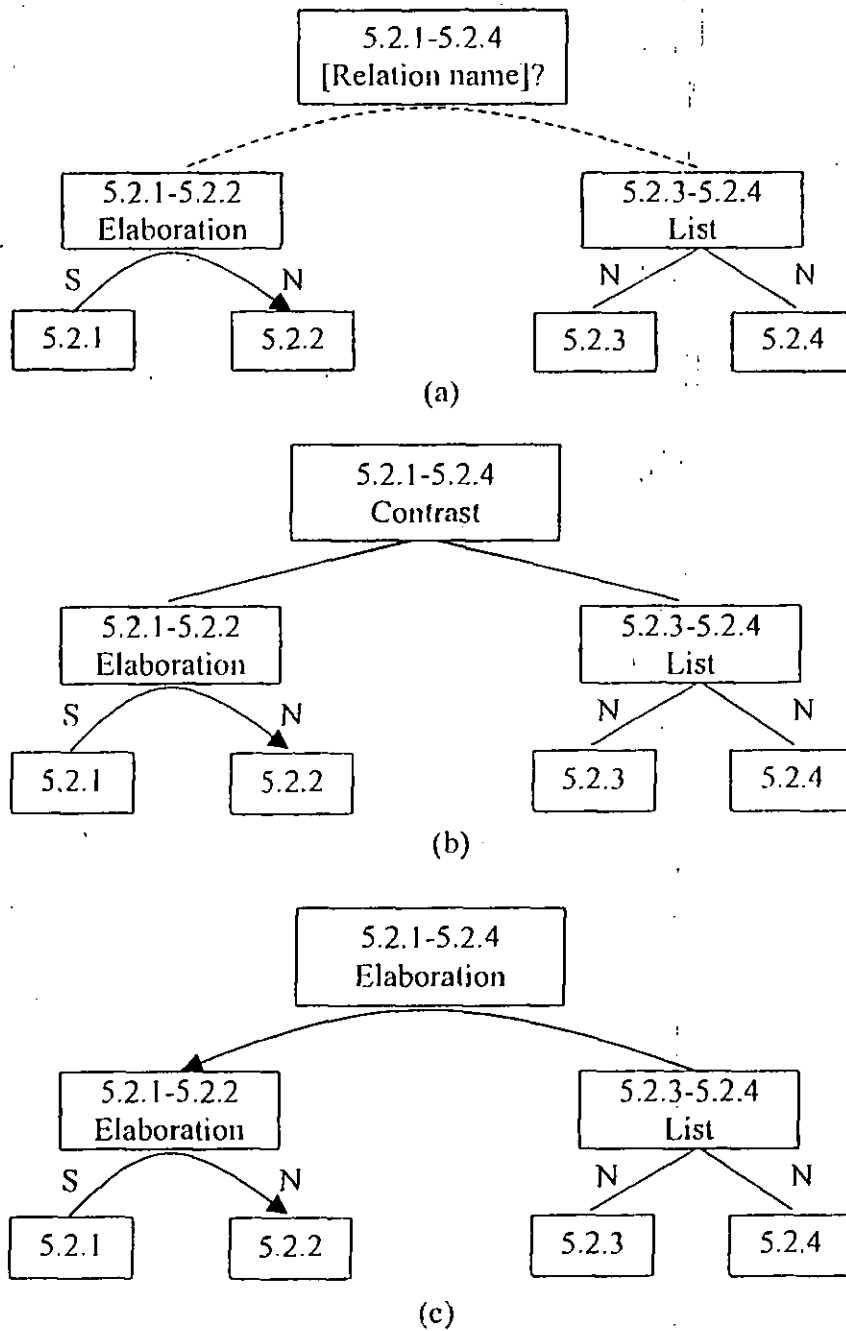 5.2.1-5.2.4
[Relation name]?
5.2.1-5.2.2
Elaboration
5.2.3-5.2.4
List
S
N
N
N
5.2.1
5.2.2
5.2.3
5.2.4
(a)
5.2.1-5.2.4
Contrast
5.2.1-5.2.2
Elaboration
5.2.3-5.2.4
List
S
N
N
N
5.2.1
5.2.2
5.2.3
5.2.4
(b)
5.2.1-5.2.4
Elaboration
5.2.1-5.2.2
Elaboration
5.2.3-5.2.4
List
S
N
N
N
5.2.1
5.2.2
5.2.3
5.2.4
(c)